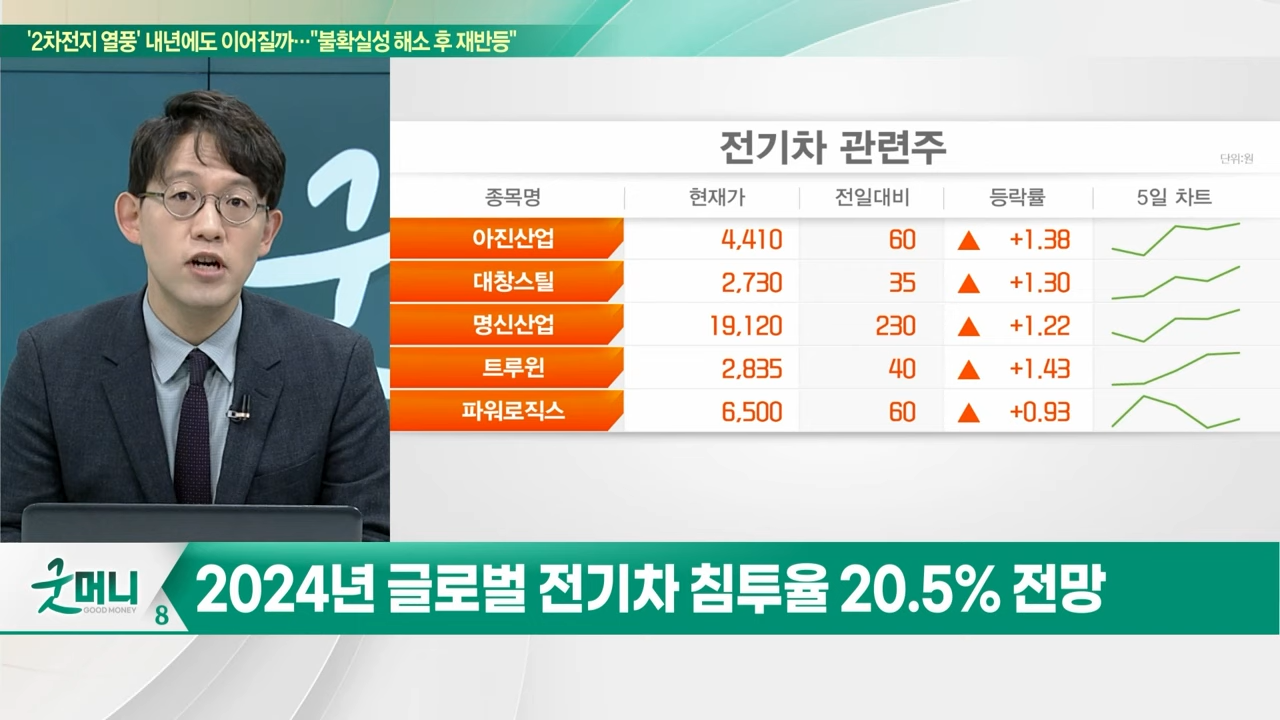 '2차전지 열풍' 내년에도 이어질까…"불확실성 해소 후 재반등"
전기차 관련주
단위:원
종목명 현재가 전일대비 등락률 5일 차트
아진산업 4,410 60 ▲ +1.38
대창스틸 2,730 35 ▲ +1.30
명신산업 19,120 230 ▲ +1.22
트루윈 2,835 40 ▲ +1.43
파워로직스 6,500 60 ▲ +0.93
굿머니
GOOD MONEY
8
2024년 글로벌 전기차 침투율 20.5% 전망